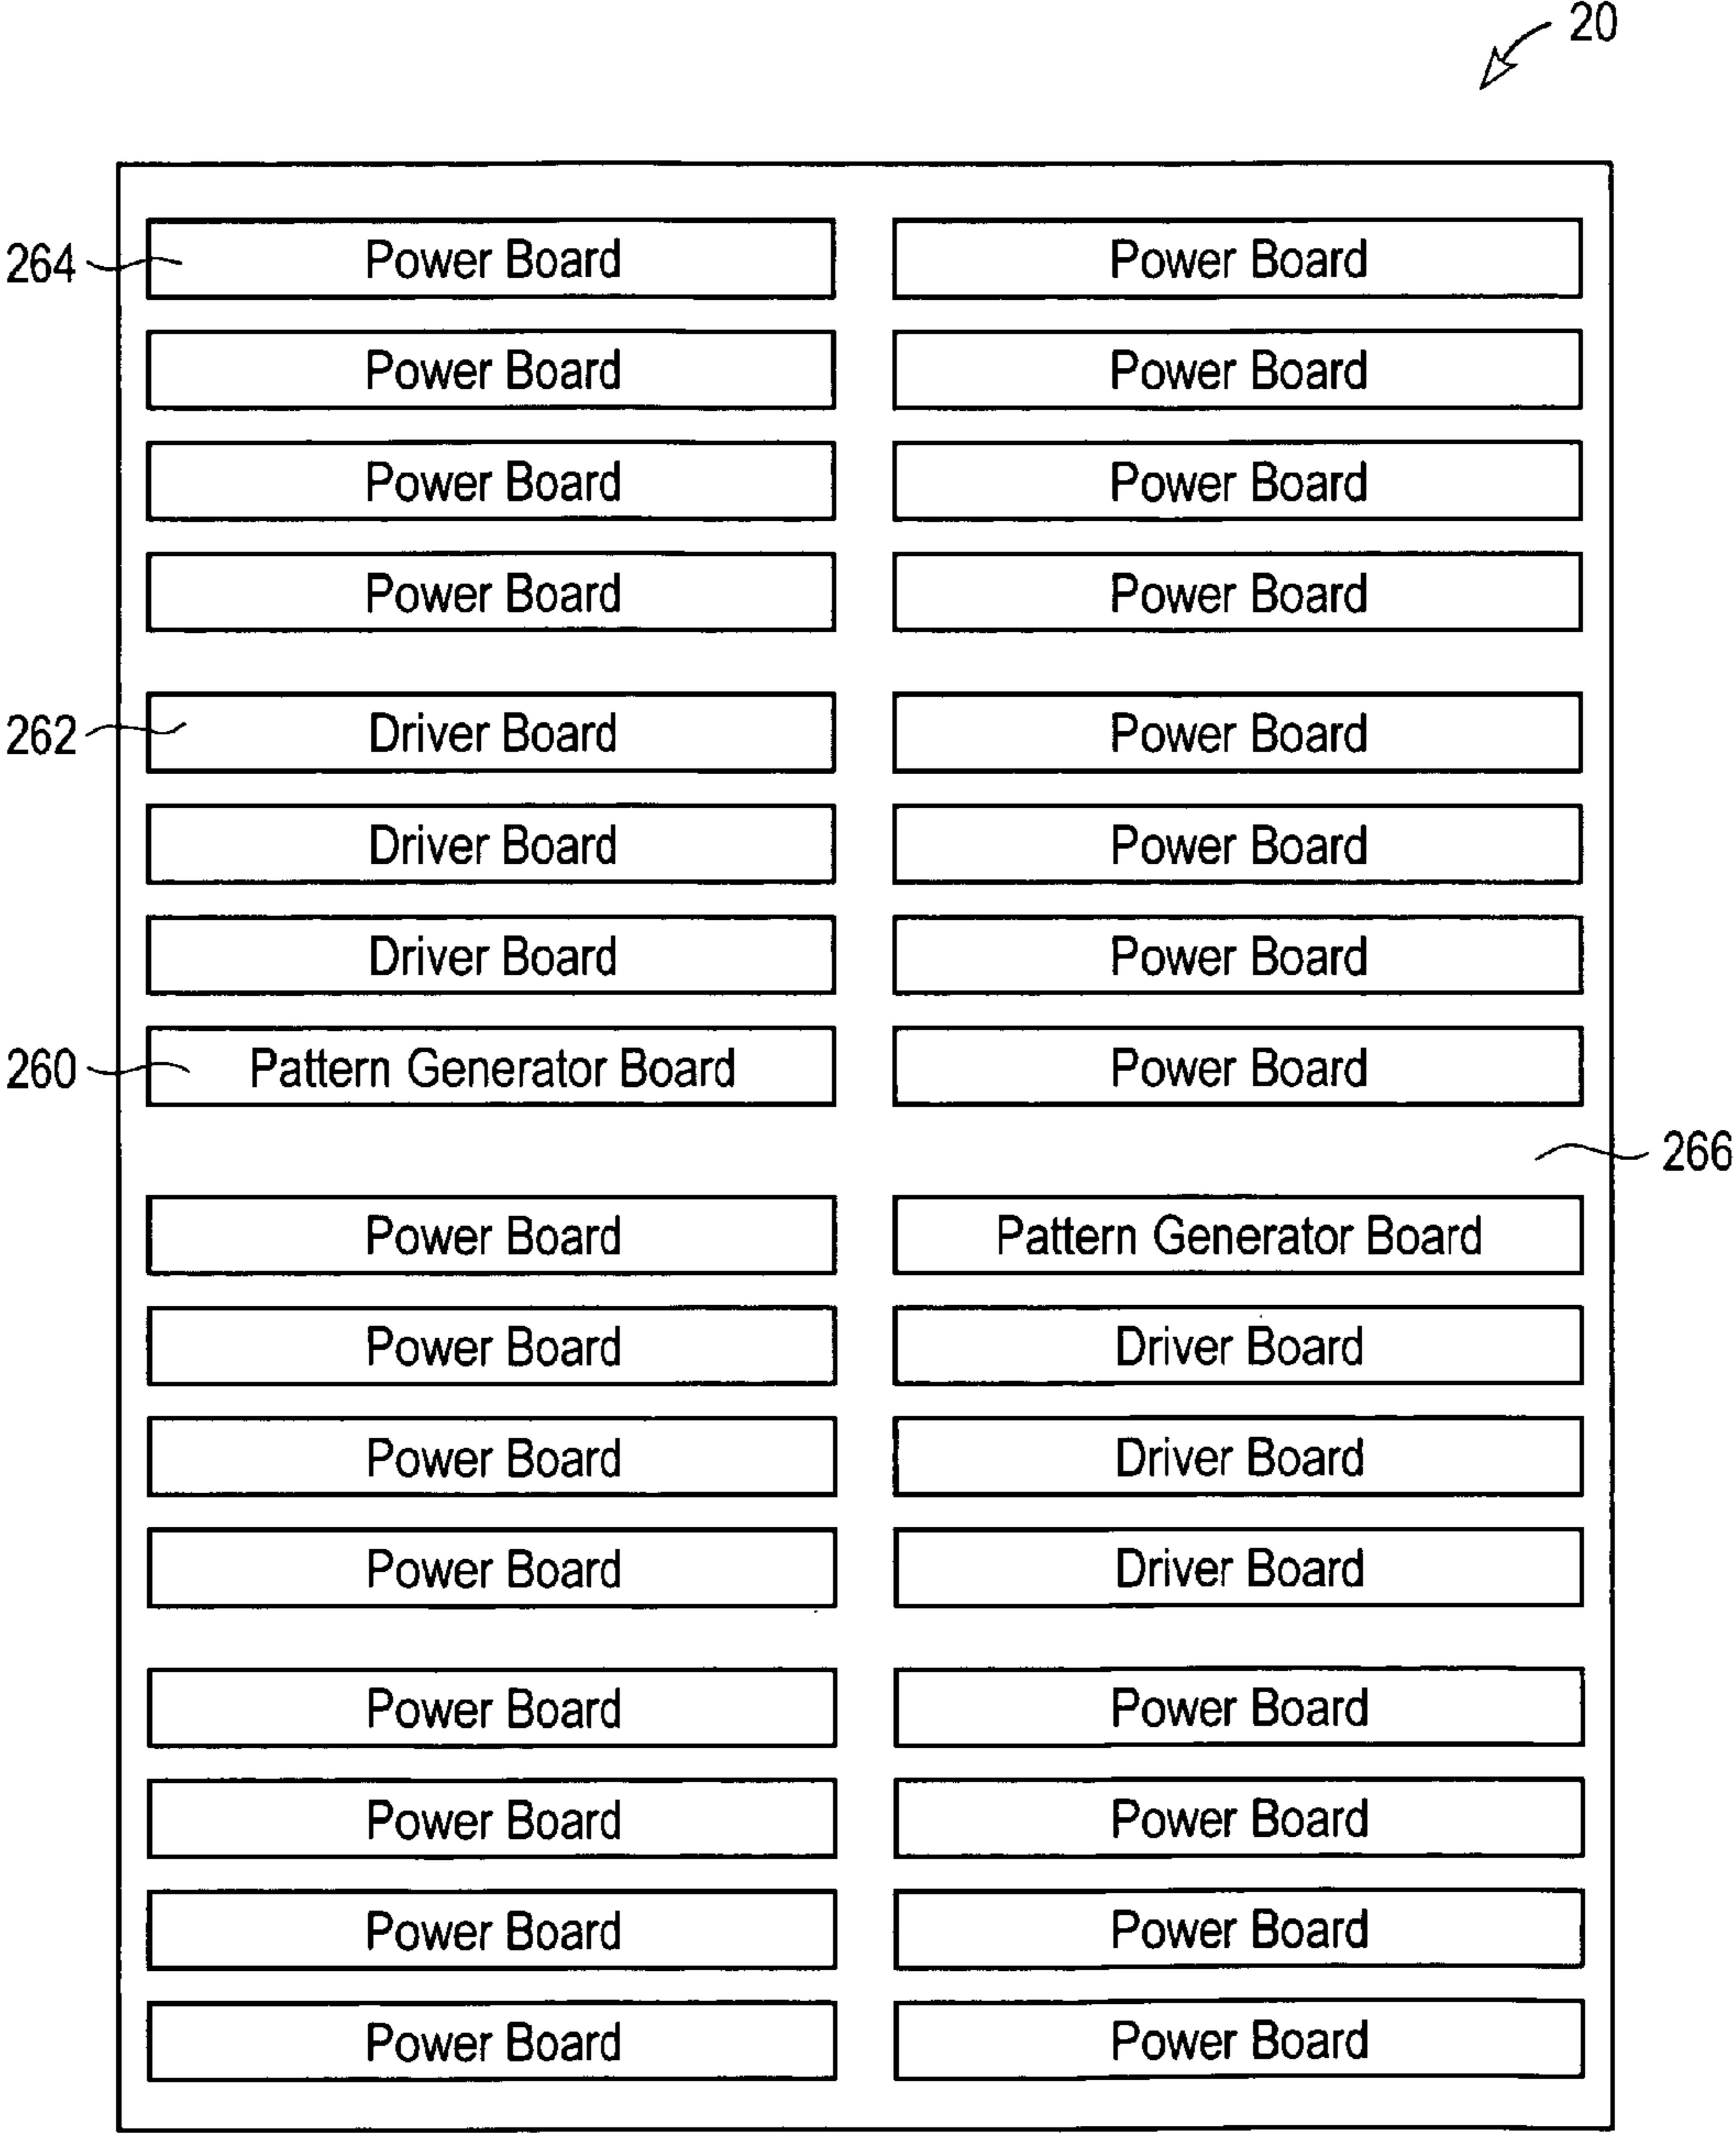 20
264 Power Board Power Board
Power Board Power Board
Power Board Power Board
Power Board Power Board
262 Driver Board Power Board
Driver Board Power Board
Driver Board Power Board
260 Pattern Generator Board Power Board
266
Power Board Pattern Generator Board
Power Board Driver Board
Power Board Driver Board
Power Board Driver Board
Power Board Power Board
Power Board Power Board
Power Board Power Board
Power Board Power Board